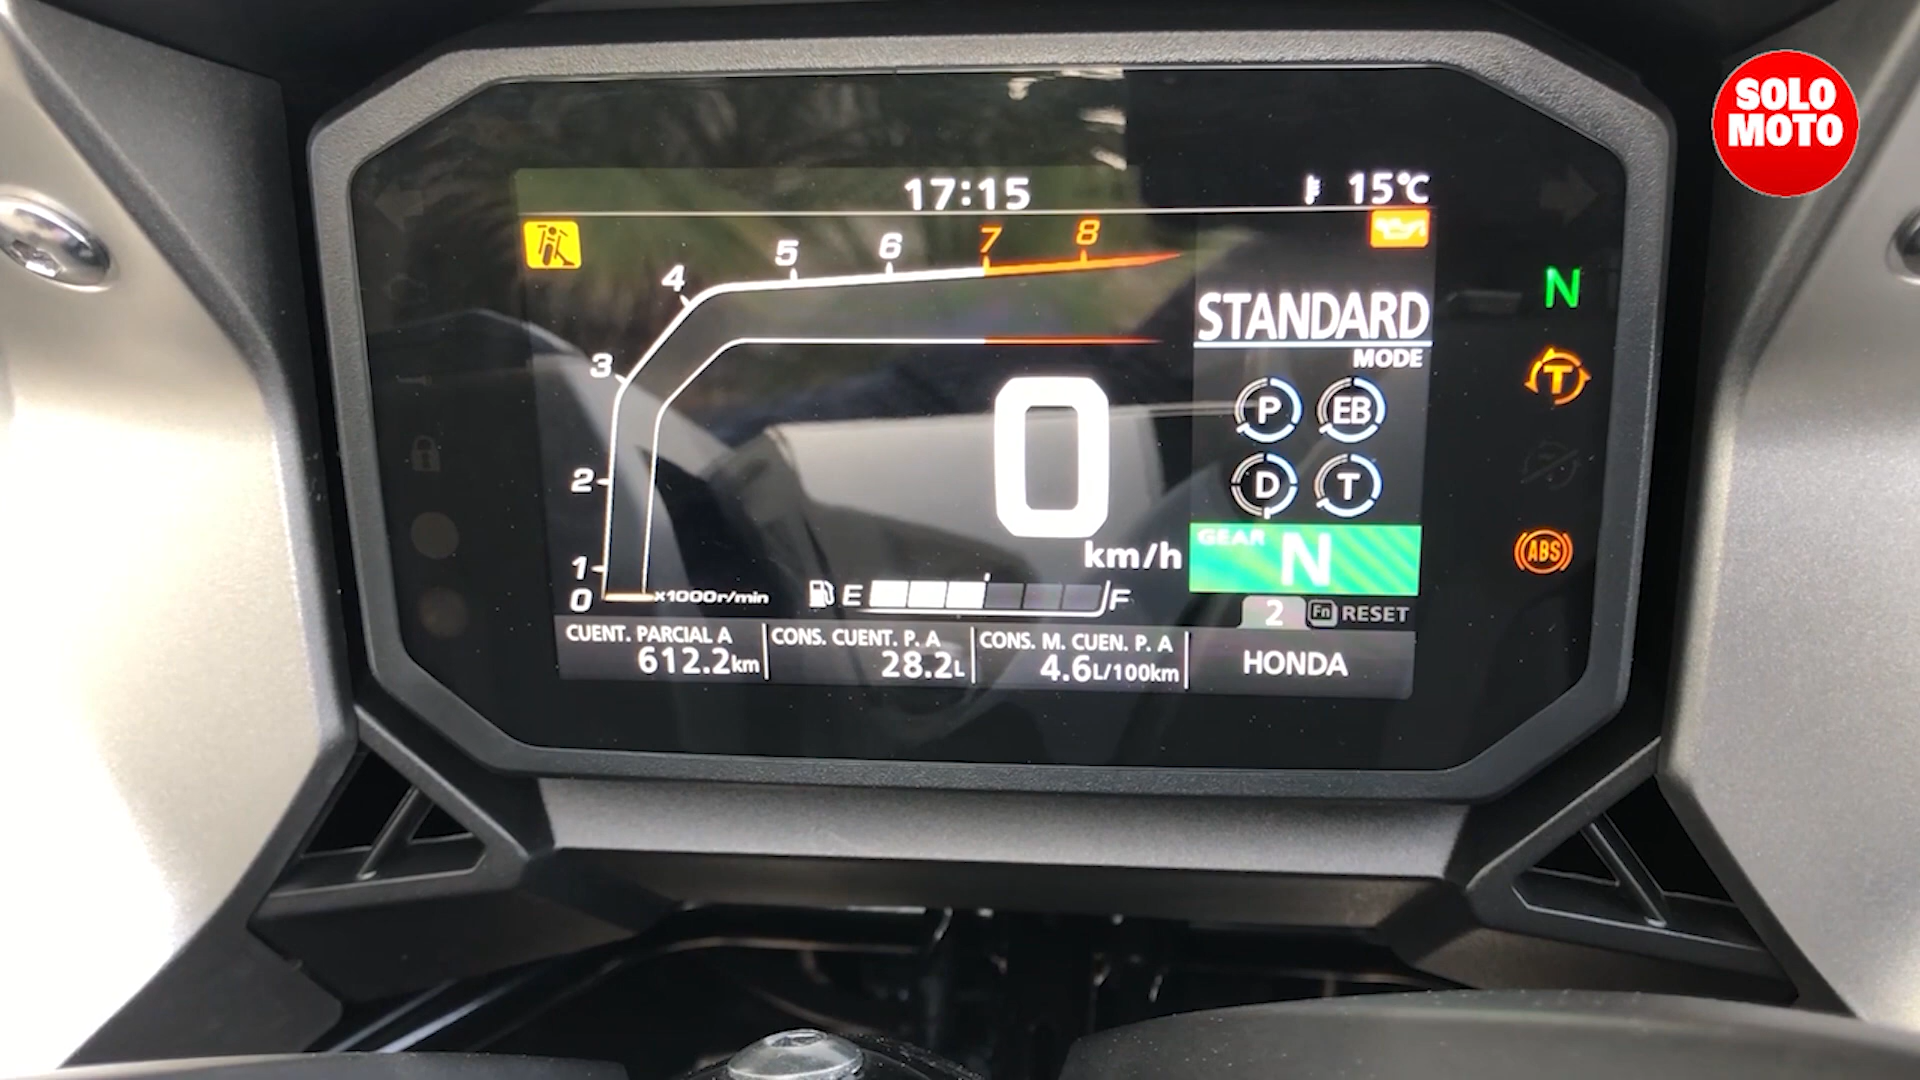 SOLO
MOTO
17:15
15℃
4 5 6 7 8
3
2
1
0
x1000r/min
STANDARD
MODE
P EB
D T
N
T
ABS
0
km/h
GEAR N
E F
2 Fn RESET
CUENT. PARCIAL A
612.2km
CONS. CUENT. P. A
28.2L
CONS. M. CUEN. P. A
4.6L/100km
HONDA